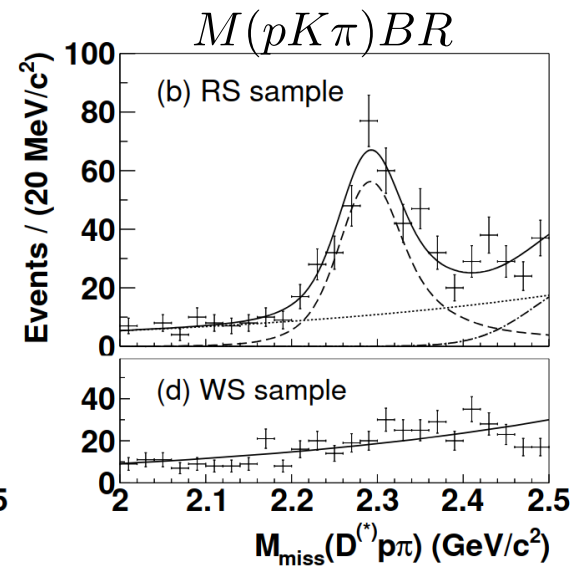 M(pKπ)BR
100
(b) RS sample
80
60
40
20
0
Events / (20 MeV/c²)
(d) WS sample
40
20
0
5
2 2.1 2.2 2.3 2.4 2.5
M_miss(D^(*)pπ) (GeV/c²)